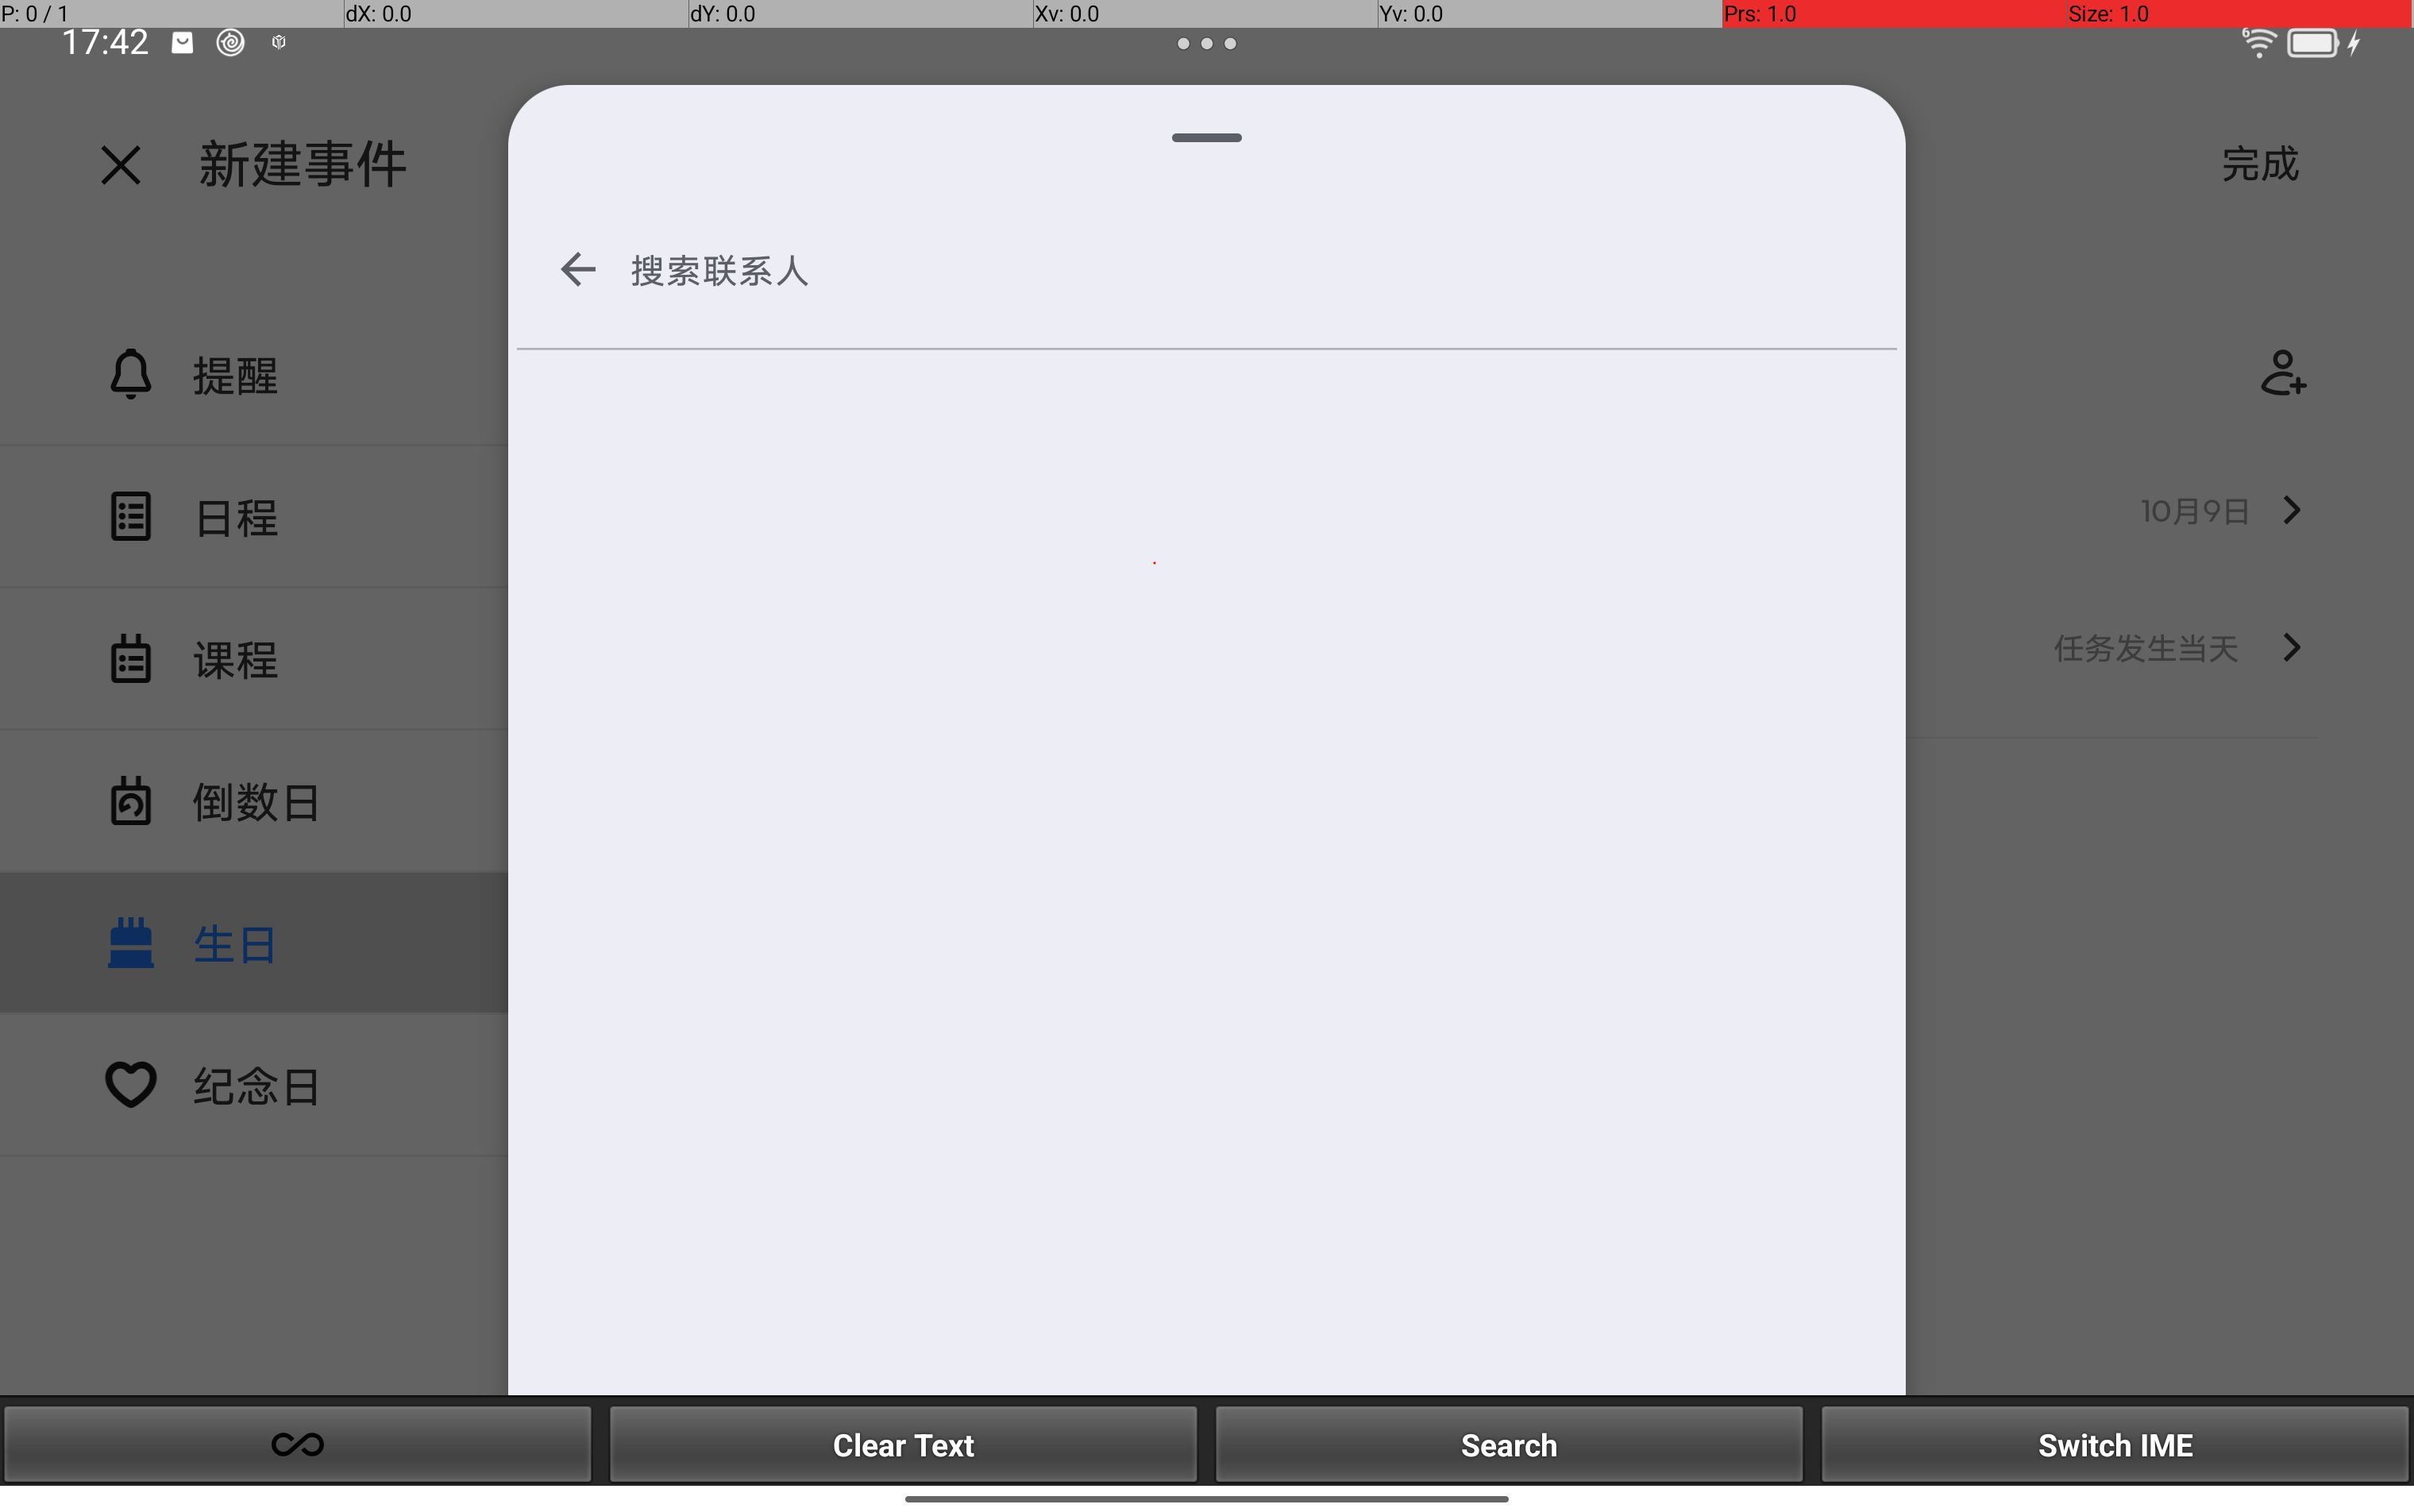 P: 0 / 1 dX: 0.0 dY: 0.0 Xv: 0.0 Yv: 0.0 Prs: 1.0 Size: 1.0
17:42
6
新建事件
完成
搜索联系人
提醒
日程
10月9日
课程
任务发生当天
倒数日
生日
纪念日
Clear Text Search Switch IME